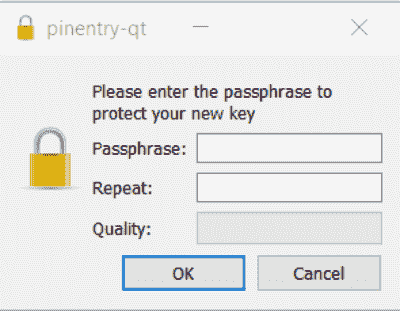 pinentry-qt
Please enter the passphrase to
protect your new key
Passphrase:
Repeat:
Quality:
OK Cancel